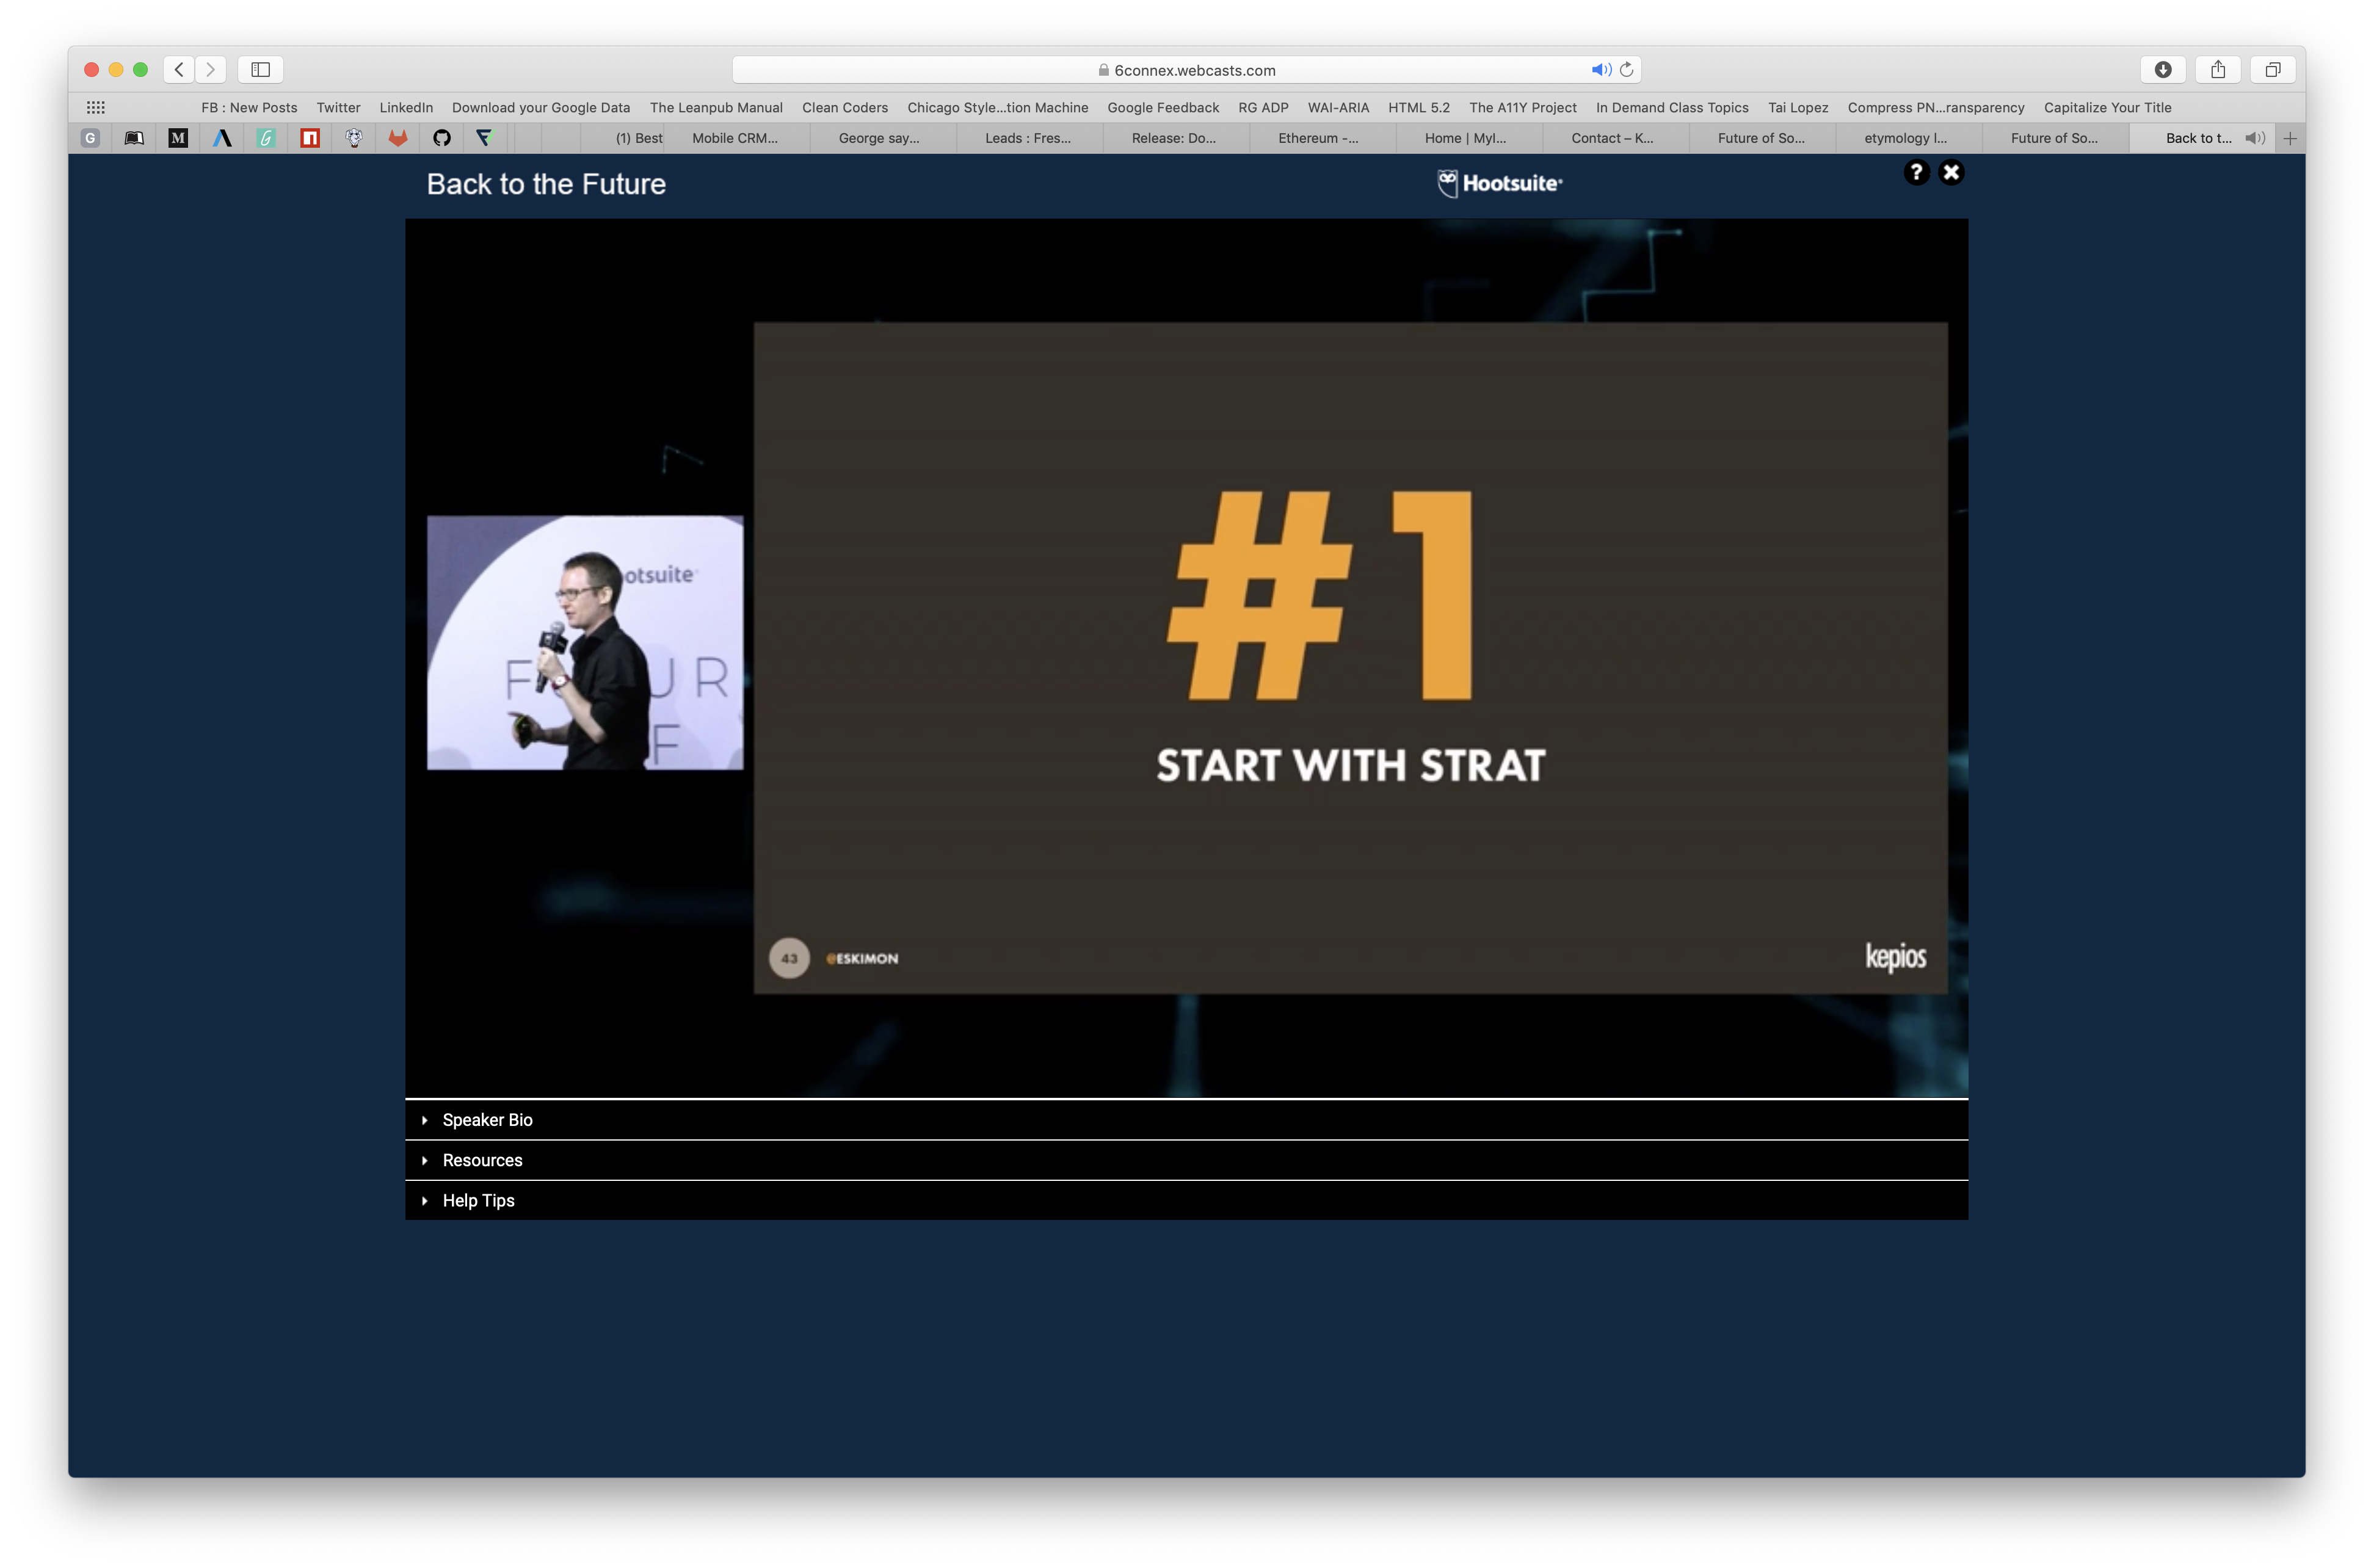 6connex.webcasts.com
FB : New Posts Twitter LinkedIn Download your Google Data The Leanpub Manual Clean Coders Chicago Style...tion Machine Google Feedback RG ADP WAI-ARIA HTML 5.2 The A11Y Project In Demand Class Topics Tai Lopez Compress PN...ransparency Capitalize Your Title
G M (1) Best Mobile CRM... George say... Leads : Fres... Release: Do... Ethereum -... Home | Myl... Contact – K... Future of So... etymology l... Future of So... Back to t...
Back to the Future
Hootsuite
#1
otsuite
F UR
F
START WITH STRAT
43 @ESKIMON
kepios
Speaker Bio
Resources
Help Tips